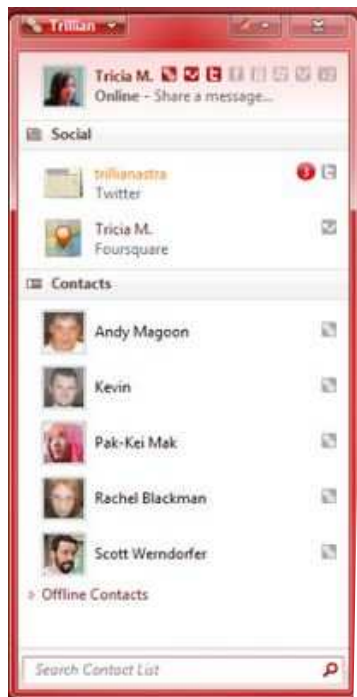 Trillian
Tricia M.
Online - Share a message...
Social
trillianastra
Twitter
Tricia M.
Foursquare
Contacts
Andy Magoon
Kevin
Pak-Kei Mak
Rachel Blackman
Scott Werndorfer
Offline Contacts
Search Contact List